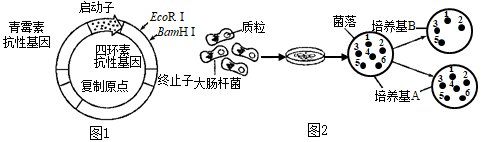 启动子
青霉素
抗性基因
EcoR I
BamH I
四环素
抗性基因
复制原点
终止子
图1
质粒
大肠杆菌
图2
菌落
培养基B
培养基A
1
2
3
4
5
6
1
2
3
5
1
2
3
4
5
6